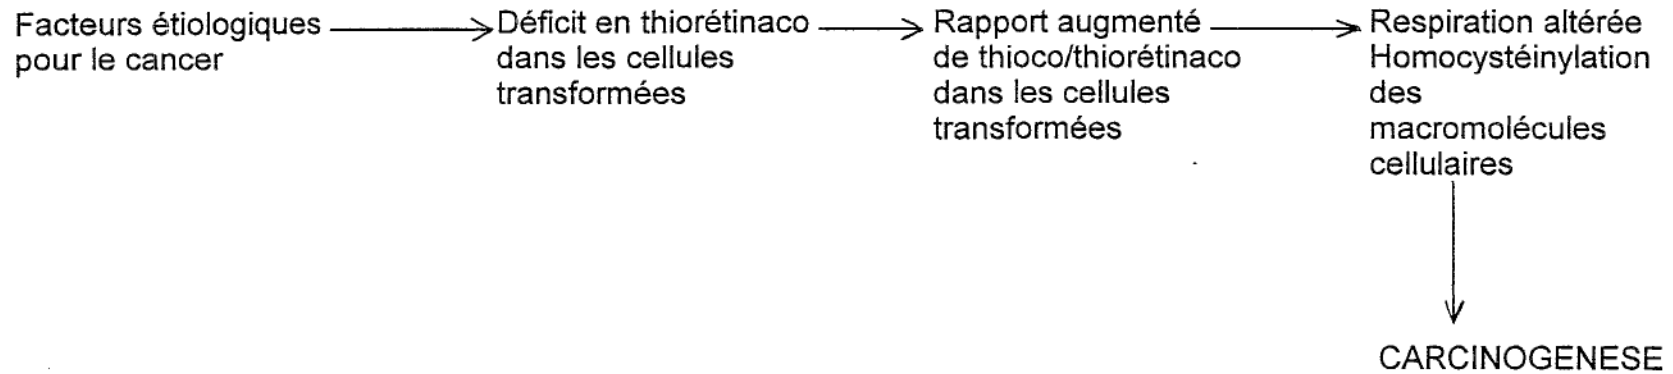 Facteurs étiologiques
pour le cancer
Déficit en thiorétinaco
dans les cellules
transformées
Rapport augmenté
de thioco/thiorétinaco
dans les cellules
transformées
Respiration altérée
Homocystéinylation
des
macromolécules
cellulaires
CARCINOGENESE